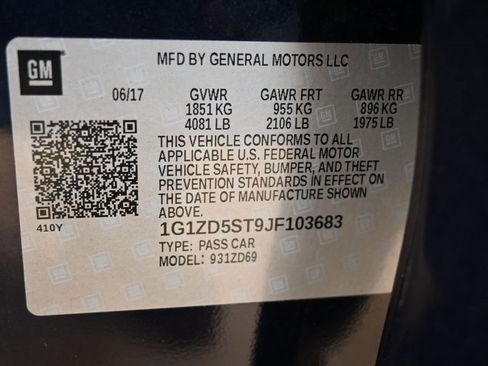 GM
MFD BY GENERAL MOTORS LLC
06/17 GVWR GAWR FRT GAWR RR
1851 KG 955 KG 896 KG
4081 LB 2106 LB 1975 LB
THIS VEHICLE CONFORMS TO ALL
APPLICABLE U.S. FEDERAL MOTOR
VEHICLE SAFETY, BUMPER, AND THEFT
PREVENTION STANDARDS IN EFFECT ON
THE DATE OF MANUFACTURE SHOWN
ABOVE.
410Y
1G1ZD5ST9JF103683
TYPE: PASS CAR
MODEL: 931ZD69